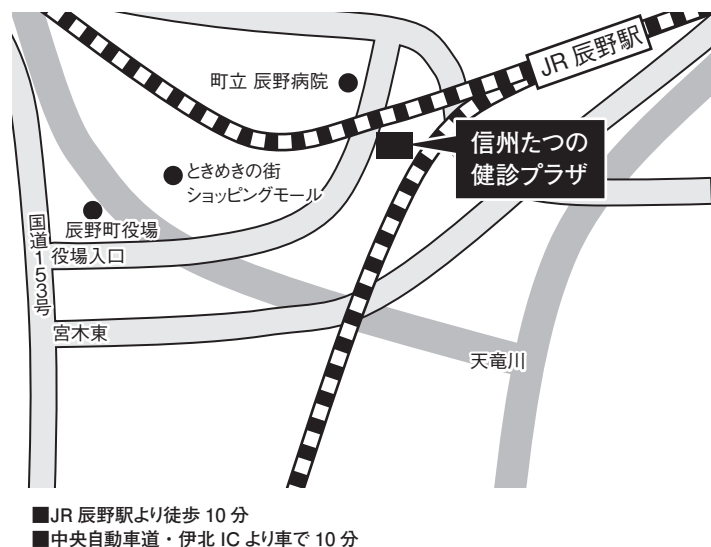 JR 辰野駅
町立 辰野病院
信州たつの
健診プラザ
ときめきの街
ショッピングモール
辰野町役場
国道153号
役場入口
宮木東
天竜川
■JR 辰野駅より徒歩 10 分
■中央自動車道・伊北 IC より車で 10 分